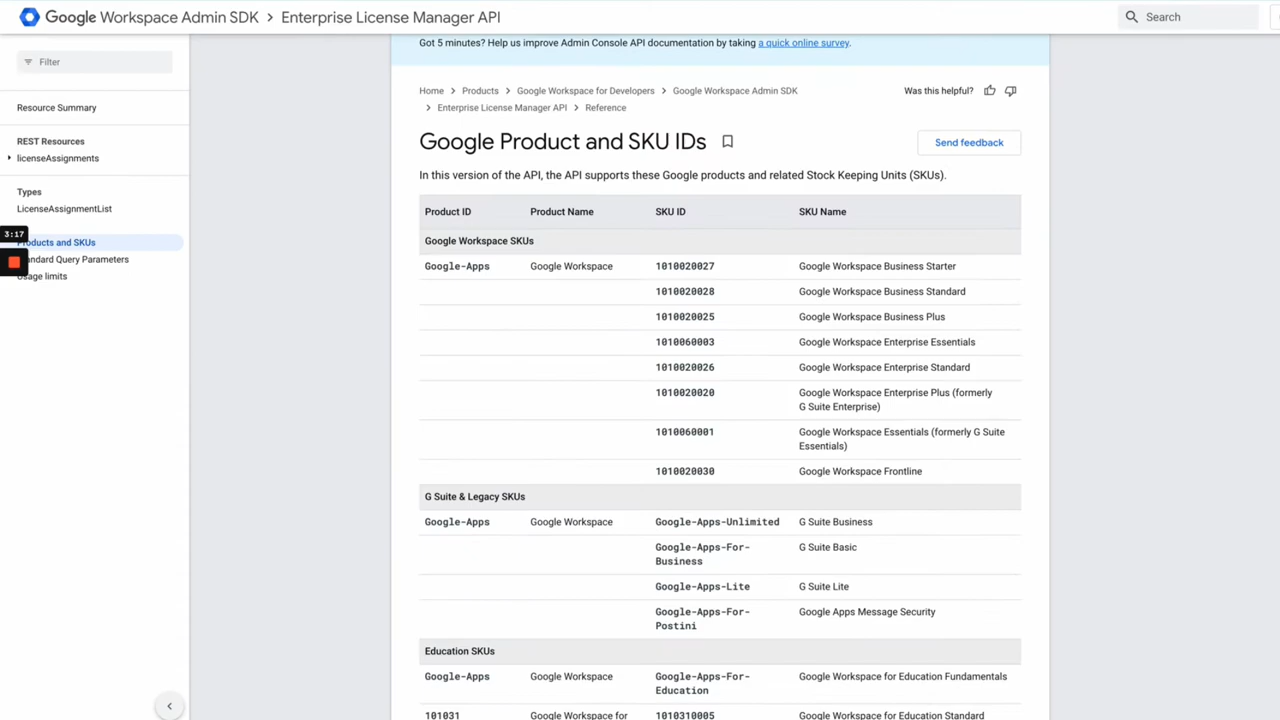 Google Workspace Admin SDK > Enterprise License Manager API
Search
Filter
Resource Summary
REST Resources
licenseAssignments
Types
LicenseAssignmentList
3:17
Products and SKUs
Standard Query Parameters
Usage limits
Got 5 minutes? Help us improve Admin Console API documentation by taking a quick online survey.
Home > Products > Google Workspace for Developers > Google Workspace Admin SDK
> Enterprise License Manager API > Reference
Was this helpful?
Google Product and SKU IDs
Send feedback
In this version of the API, the API supports these Google products and related Stock Keeping Units (SKUs).
Product ID Product Name SKU ID SKU Name
Google Workspace SKUs
Google-Apps Google Workspace 1010020027 Google Workspace Business Starter
1010020028 Google Workspace Business Standard
1010020025 Google Workspace Business Plus
1010060003 Google Workspace Enterprise Essentials
1010020026 Google Workspace Enterprise Standard
1010020020 Google Workspace Enterprise Plus (formerly
G Suite Enterprise)
1010060001 Google Workspace Essentials (formerly G Suite
Essentials)
1010020030 Google Workspace Frontline
G Suite & Legacy SKUs
Google-Apps Google Workspace Google-Apps-Unlimited G Suite Business
Google-Apps-For- G Suite Basic
Business
Google-Apps-Lite G Suite Lite
Google-Apps-For- Google Apps Message Security
Postini
Education SKUs
Google-Apps Google Workspace Google-Apps-For- Google Workspace for Education Fundamentals
Education
101031 Google Workspace for 1010310005 Google Workspace for Education Standard